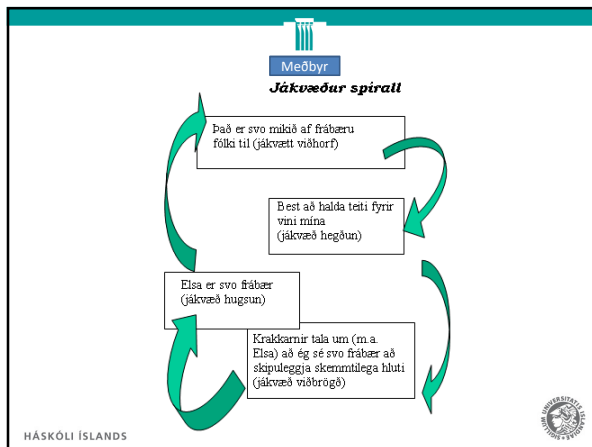 Meðbyr
Jákvæður spírall
Það er svo mikið af frábæru
fólki til (jákvætt viðhorf)
Best að halda teiti fyrir
vini mína
(jákvæð hegðun)
Elsa er svo frábær
(jákvæð hugsun)
Krakkarnir tala um (m.a.
Elsa) að ég sé svo frábær að
skipuleggja skemmtilega hluti
(jákvæð viðbrögð)
HÁSKÓLI ÍSLANDS